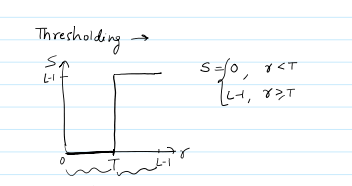 Thresholding →
S
L-1
0 T L-1 r
S = { 0, r < T
L-1, r ≥ T